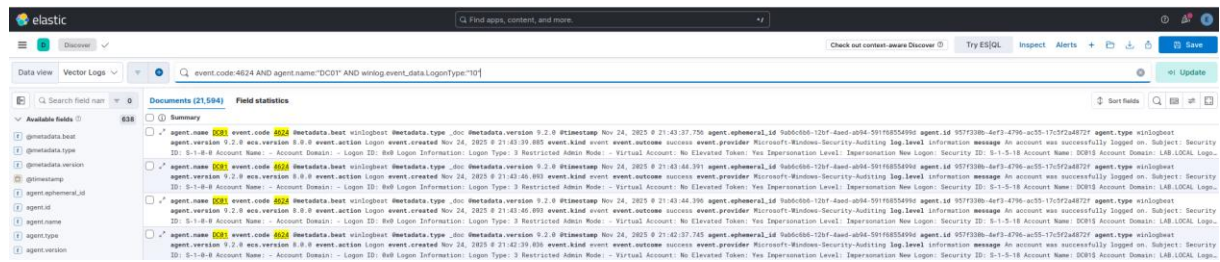 elastic
Find apps, content, and more.
Discover
Check out context-aware Discover
Try ES|QL
Inspect
Alerts
Save
Data view
Vector Logs
event.code:4624 AND agent.name:"DC01" AND winlog.event_data.LogonType:"10"
Update
Search field nam
0
Documents (21,594)
Field statistics
Sort fields
Available fields
638
Summary
@metadata.beat
@metadata.type
@metadata.version
@timestamp
agent.ephemeral_id
agent.id
agent.name
agent.type
agent.version
agent.name DC01 event.code 4624 @metadata.beat winlogbeat @metadata.type _doc @metadata.version 9.2.0 @timestamp Nov 24, 2025 @ 21:43:37.756 agent.ephemeral_id 9ab6c6b6-12bf-4aed-ab94-591f6855499d agent.id 957f330b-4ef3-4796-ac55-17c5f2a4872f agent.type winlogbeat
agent.version 9.2.0 ecs.version 8.0.0 event.action Logon event.created Nov 24, 2025 @ 21:43:39.085 event.kind event event.outcome success event.provider Microsoft-Windows-Security-Auditing log.level information message An account was successfully logged on. Subject: Security
ID: S-1-0-0 Account Name: - Account Domain: - Logon ID: 0x0 Logon Information: Logon Type: 3 Restricted Admin Mode: - Virtual Account: No Elevated Token: Yes Impersonation Level: Impersonation New Logon: Security ID: S-1-5-18 Account Name: DC01$ Account Domain: LAB.LOCAL Logo…
agent.name DC01 event.code 4624 @metadata.beat winlogbeat @metadata.type _doc @metadata.version 9.2.0 @timestamp Nov 24, 2025 @ 21:43:44.391 agent.ephemeral_id 9ab6c6b6-12bf-4aed-ab94-591f6855499d agent.id 957f330b-4ef3-4796-ac55-17c5f2a4872f agent.type winlogbeat
agent.version 9.2.0 ecs.version 8.0.0 event.action Logon event.created Nov 24, 2025 @ 21:43:46.093 event.kind event event.outcome success event.provider Microsoft-Windows-Security-Auditing log.level information message An account was successfully logged on. Subject: Security
ID: S-1-0-0 Account Name: - Account Domain: - Logon ID: 0x0 Logon Information: Logon Type: 3 Restricted Admin Mode: - Virtual Account: No Elevated Token: Yes Impersonation Level: Impersonation New Logon: Security ID: S-1-5-18 Account Name: DC01$ Account Domain: LAB.LOCAL Logo…
agent.name DC01 event.code 4624 @metadata.beat winlogbeat @metadata.type _doc @metadata.version 9.2.0 @timestamp Nov 24, 2025 @ 21:43:44.396 agent.ephemeral_id 9ab6c6b6-12bf-4aed-ab94-591f6855499d agent.id 957f330b-4ef3-4796-ac55-17c5f2a4872f agent.type winlogbeat
agent.version 9.2.0 ecs.version 8.0.0 event.action Logon event.created Nov 24, 2025 @ 21:43:46.093 event.kind event event.outcome success event.provider Microsoft-Windows-Security-Auditing log.level information message An account was successfully logged on. Subject: Security
ID: S-1-0-0 Account Name: - Account Domain: - Logon ID: 0x0 Logon Information: Logon Type: 3 Restricted Admin Mode: - Virtual Account: No Elevated Token: Yes Impersonation Level: Impersonation New Logon: Security ID: S-1-5-18 Account Name: DC01$ Account Domain: LAB.LOCAL Logo…
agent.name DC01 event.code 4624 @metadata.beat winlogbeat @metadata.type _doc @metadata.version 9.2.0 @timestamp Nov 24, 2025 @ 21:42:37.745 agent.ephemeral_id 9ab6c6b6-12bf-4aed-ab94-591f6855499d agent.id 957f330b-4ef3-4796-ac55-17c5f2a4872f agent.type winlogbeat
agent.version 9.2.0 ecs.version 8.0.0 event.action Logon event.created Nov 24, 2025 @ 21:42:39.036 event.kind event event.outcome success event.provider Microsoft-Windows-Security-Auditing log.level information message An account was successfully logged on. Subject: Security
ID: S-1-0-0 Account Name: - Account Domain: - Logon ID: 0x0 Logon Information: Logon Type: 3 Restricted Admin Mode: - Virtual Account: No Elevated Token: Yes Impersonation Level: Impersonation New Logon: Security ID: S-1-5-18 Account Name: DC01$ Account Domain: LAB.LOCAL Logo…